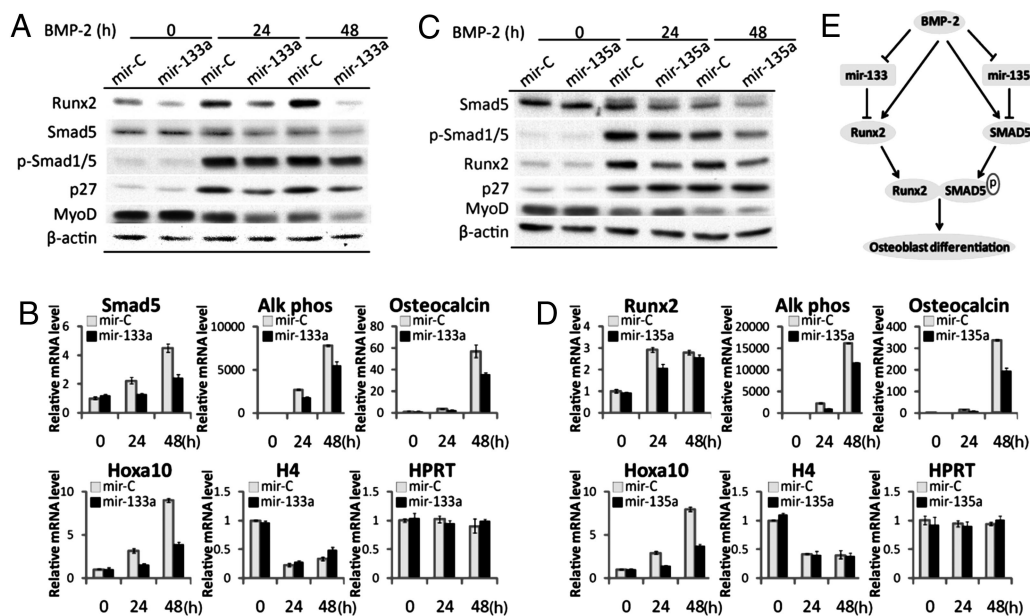 A
BMP-2 (h) 0 24 48
mir-C mir-133a mir-C mir-133a mir-C mir-133a
Runx2
Smad5
p-Smad1/5
p27
MyoD
β-actin
C
BMP-2 (h) 0 24 48
mir-C mir-135a mir-C mir-135a mir-C mir-135a
Smad5
p-Smad1/5
Runx2
p27
MyoD
β-actin
E
BMP-2
mir-133 mir-135
Runx2 SMAD5
Runx2 SMAD5 p
Osteoblast differentiation
B
Smad5
Relative mRNA level
6
4
2
0
mir-C
mir-133a
0 24 48(h)
Alk phos
Relative mRNA level
10000
5000
0
mir-C
mir-133a
0 24 48(h)
Osteocalcin
Relative mRNA level
80
60
40
20
0
mir-C
mir-133a
0 24 48(h)
Hoxa10
Relative mRNA level
10
5
0
mir-C
mir-133a
0 24 48(h)
H4
Relative mRNA level
1.5
1
0.5
0
mir-C
mir-133a
0 24 48(h)
HPRT
Relative mRNA level
1.5
1
0.5
0
mir-C
mir-133a
0 24 48(h)
D
Runx2
Relative mRNA level
4
3
2
1
0
mir-C
mir-135a
0 24 48(h)
Alk phos
Relative mRNA level
20000
15000
10000
5000
0
mir-C
mir-135a
0 24 48(h)
Osteocalcin
Relative mRNA level
400
300
200
100
0
mir-C
mir-135a
0 24 48(h)
Hoxa10
Relative mRNA level
10
5
0
mir-C
mir-135a
0 24 48(h)
H4
Relative mRNA level
1.5
1
0.5
0
mir-C
mir-135a
0 24 48(h)
HPRT
Relative mRNA level
1.5
1
0.5
0
mir-C
mir-135a
0 24 48(h)